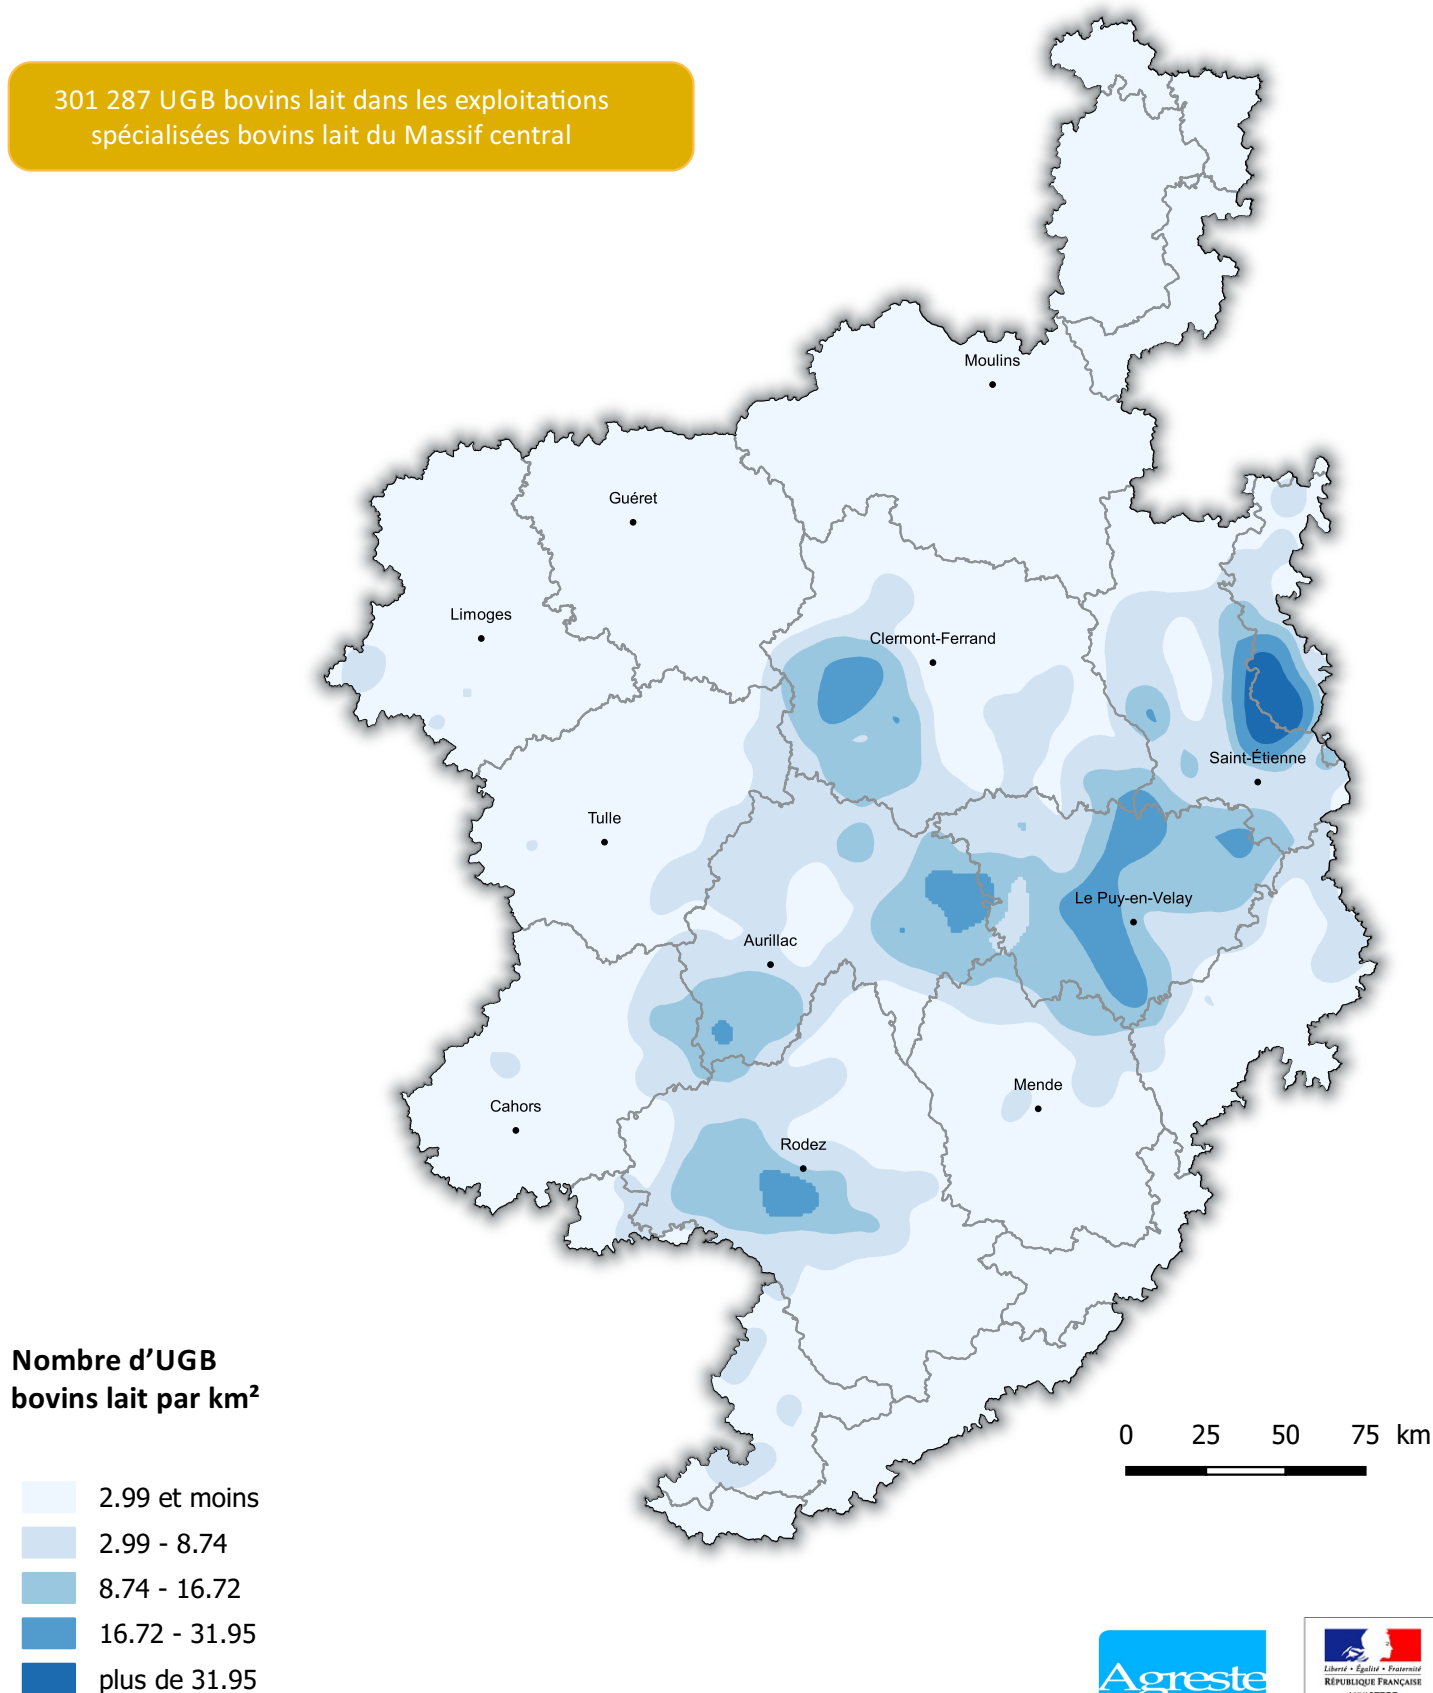 301 287 UGB bovins lait dans les exploitations
spécialisées bovins lait du Massif central
Moulins
Guéret
Limoges
Clermont-Ferrand
Saint-Étienne
Tulle
Le Puy-en-Velay
Aurillac
Mende
Cahors
Rodez
Nombre d’UGB
bovins lait par km²
0 25 50 75 km
2.99 et moins
2.99 - 8.74
8.74 - 16.72
16.72 - 31.95
plus de 31.95
Agreste
Liberté • Égalité • Fraternité
RÉPUBLIQUE FRANÇAISE